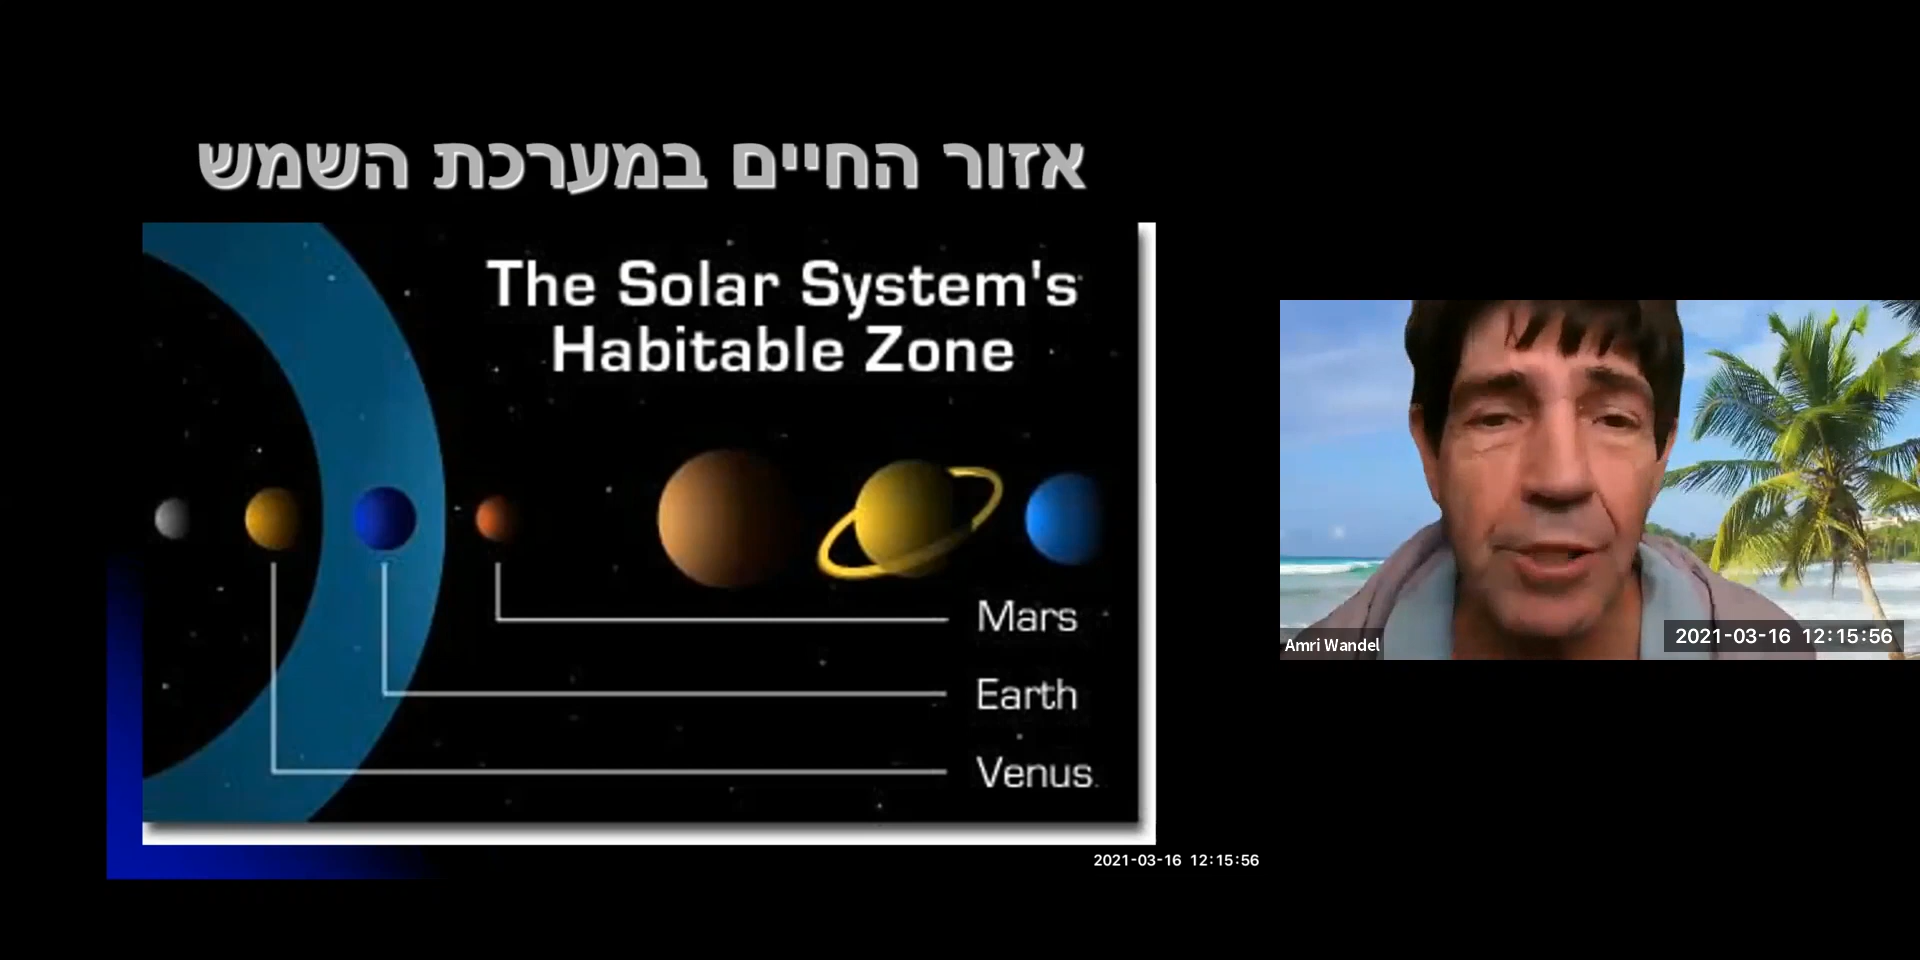 אזור החיים במערכת השמש
The Solar System's
Habitable Zone
Mars
Earth
Venus
2021-03-16 12:15:56
Amri Wandel
2021-03-16 12:15:56